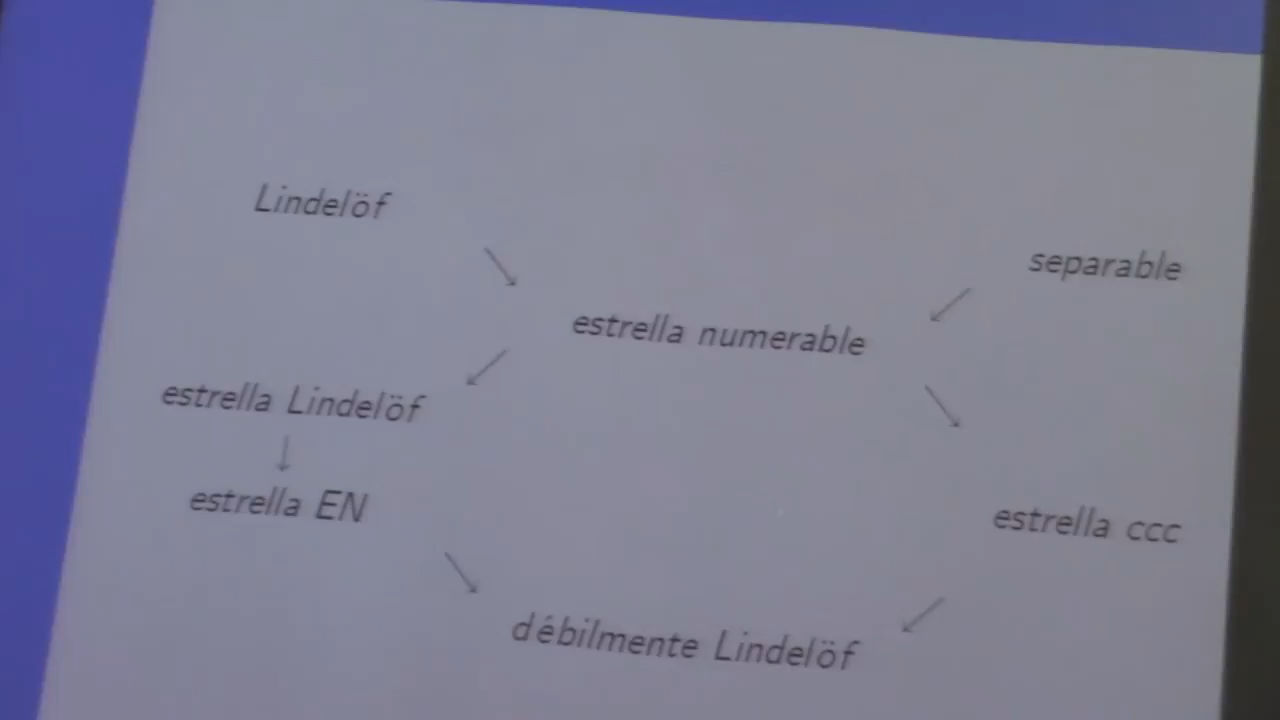 Lindelöf
separable
estrella numerable
estrella Lindelöf
estrella EN
estrella ccc
débilmente Lindelöf